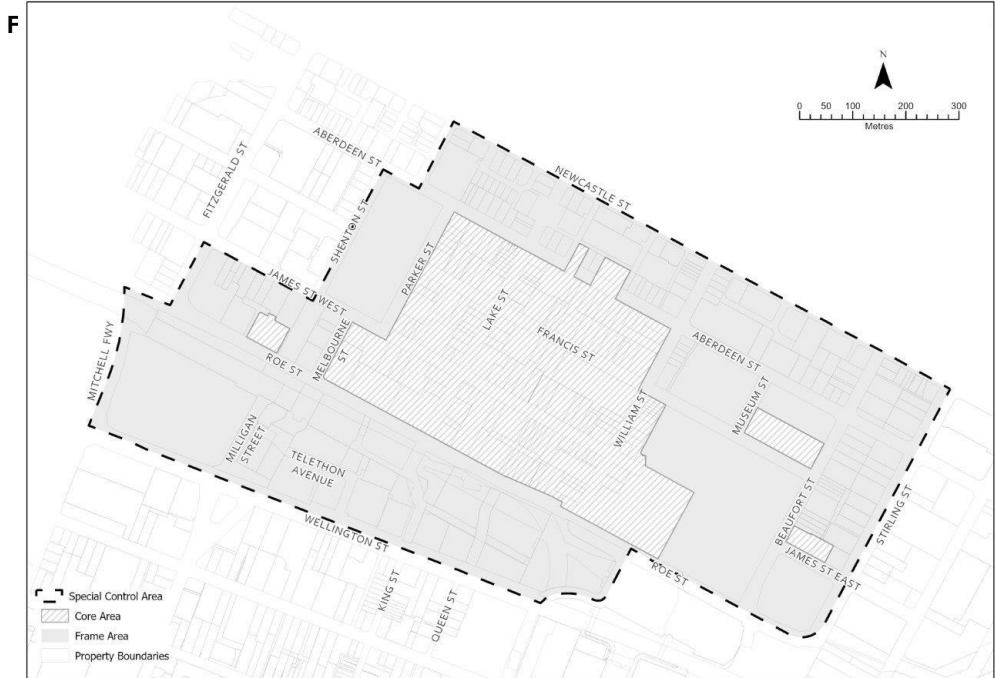 F
N
0 50 100 200 300
Metres
NEWCASTLE ST
ABERDEEN ST
FITZGERALD ST
SHENTON ST
PARKER ST
JAMES ST WEST
LAKE ST
FRANCIS ST
MITCHELL FWY
MELBOURNE
ST
ROE ST
ABERDEEN ST
MUSEUM ST
WILLIAM ST
MILLIGAN
STREET
TELETHON
AVENUE
BEAUFORT ST
STIRLING ST
WELLINGTON ST
JAMES ST EAST
ROE ST
KING ST
QUEEN ST
Special Control Area
Core Area
Frame Area
Property Boundaries